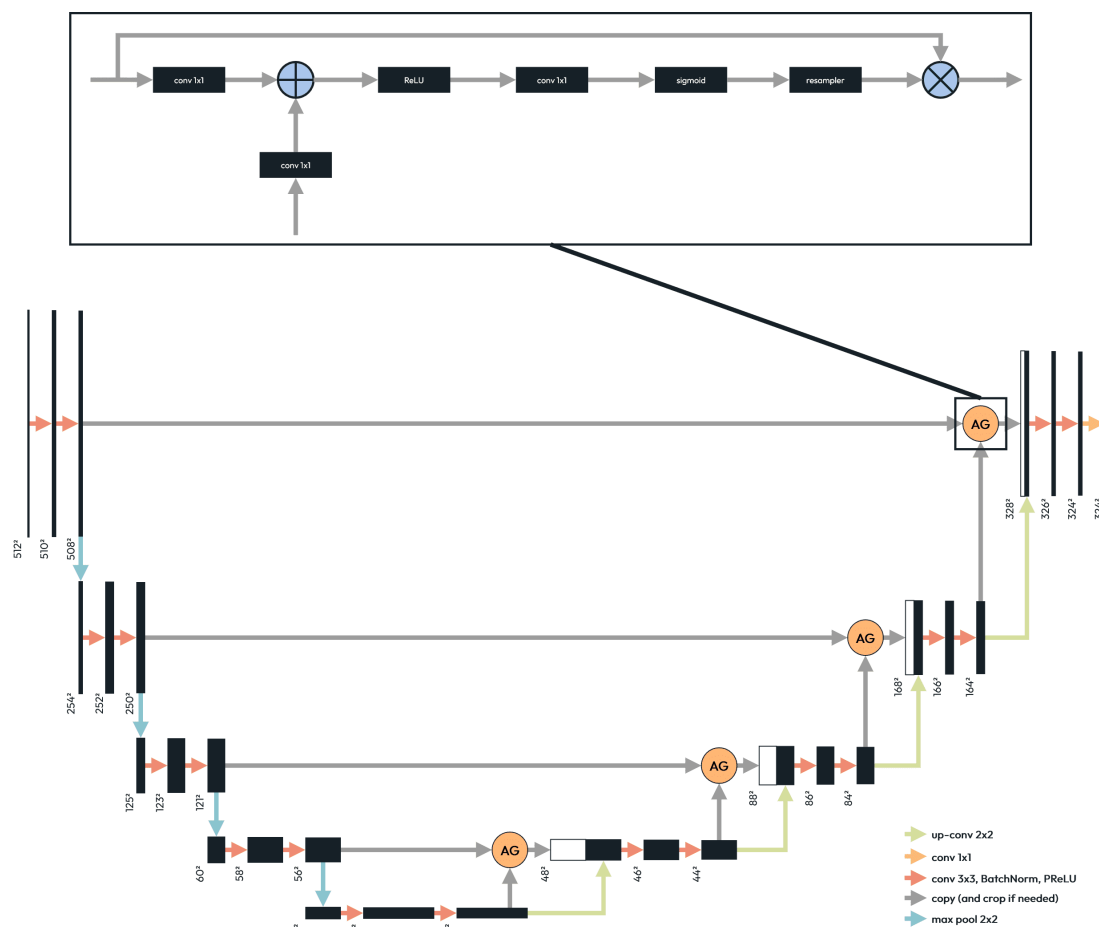 conv 1x1
ReLU
conv 1x1
sigmoid
resampler
conv 1x1
AG
512²
510²
508²
328²
326²
324²
AG
254²
252²
250²
168²
166²
164²
AG
125²
123²
121²
88²
86²
84²
AG
60²
58²
56²
48²
46²
44²
up-conv 2x2
conv 1x1
conv 3x3, BatchNorm, PReLU
copy (and crop if needed)
max pool 2x2